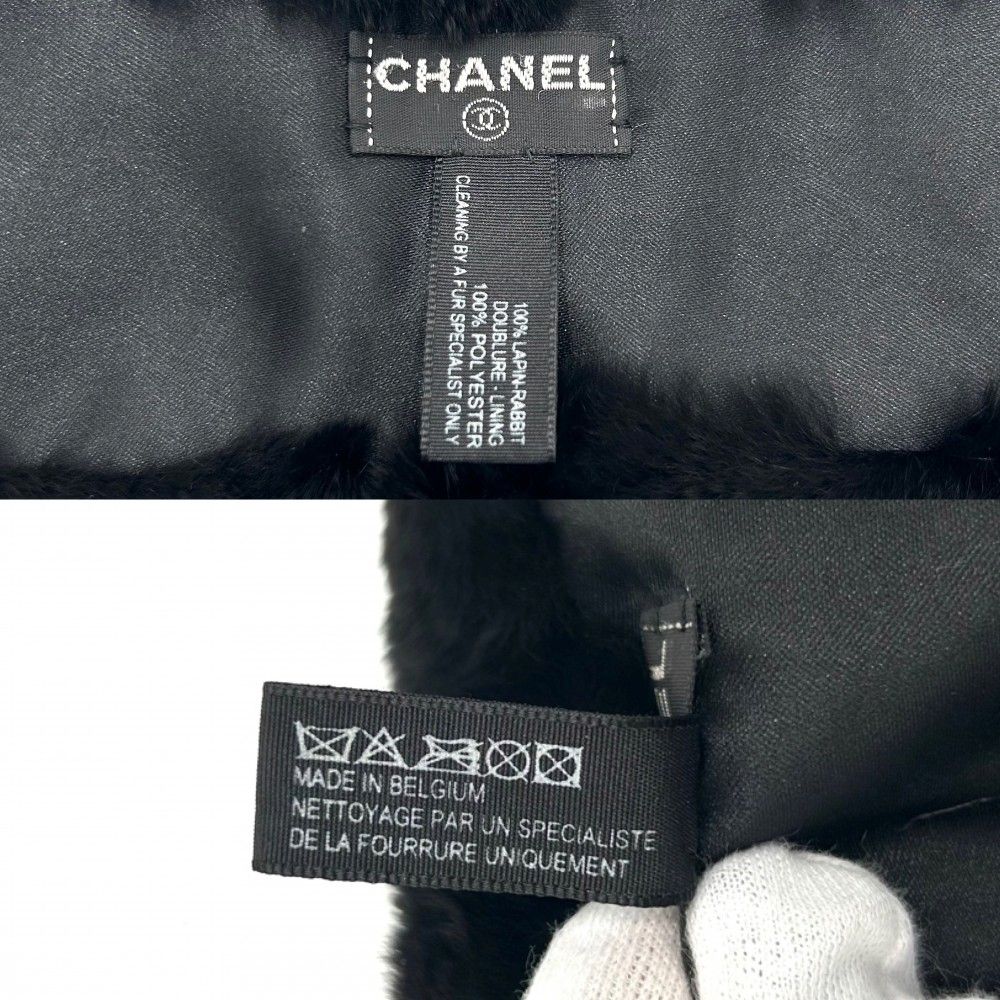 CHANEL
100% LAPIN-RABBIT
DOUBLURE - LINING
100% POLYESTER
CLEANING BY A FUR SPECIALIST ONLY
MADE IN BELGIUM
NETTOYAGE PAR UN SPECIALISTE
DE LA FOURRURE UNIQUEMENT